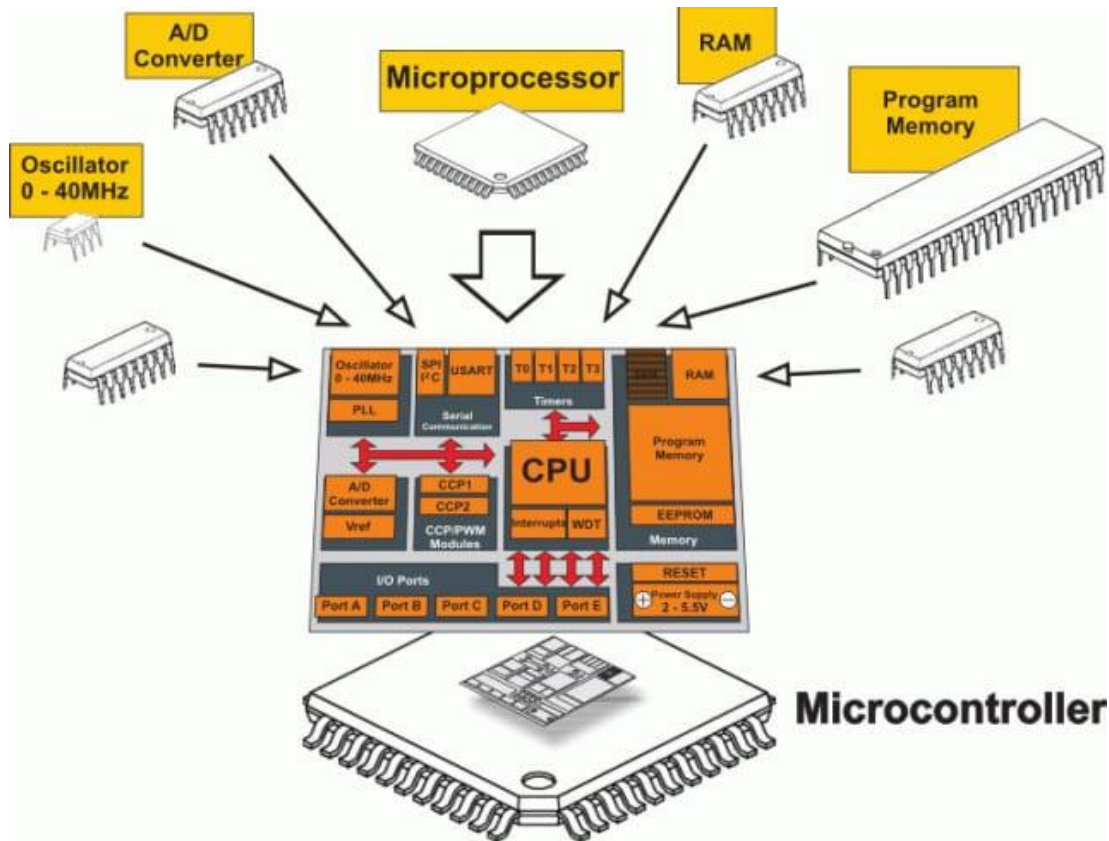 A/D
Converter
Microprocessor
RAM
Program
Memory
Oscillator
0 - 40MHz
Oscillator
0 - 40MHz
PLL
SPI
I²C
USART
Serial
Communication
T0
T1
T2
T3
Timers
RAM
Program
Memory
EEPROM
Memory
A/D
Converter
Vref
CCP1
CCP2
CCP/PWM
Modules
CPU
Interrupts
WDT
I/O Ports
Port A
Port B
Port C
Port D
Port E
RESET
Power Supply
2 - 5.5V
Microcontroller